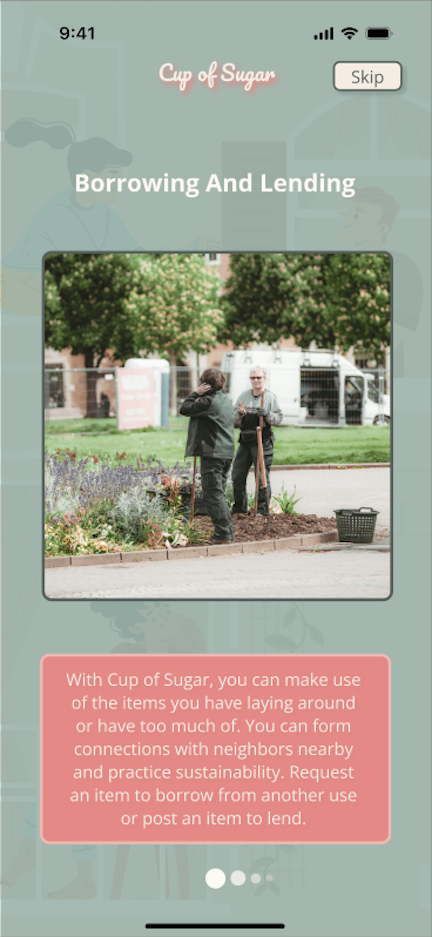 9:41
Cup of Sugar
Skip
Borrowing And Lending
With Cup of Sugar, you can make use
of the items you have laying around
or have too much of. You can form
connections with neighbors nearby
and practice sustainability. Request
an item to borrow from another use
or post an item to lend.